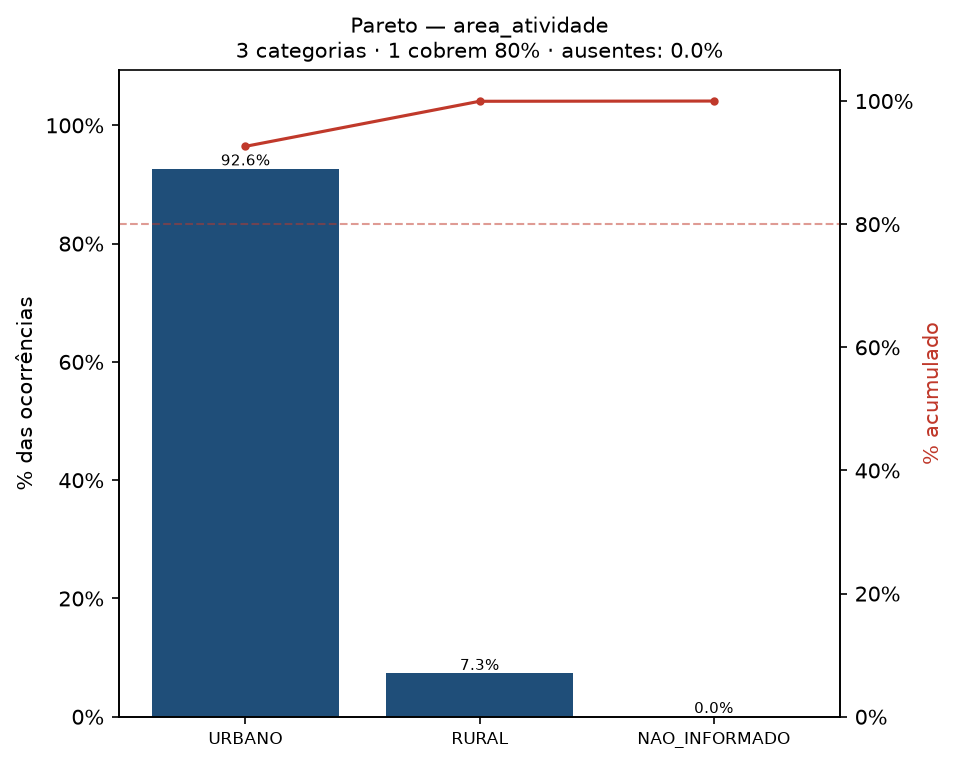 Pareto — area_atividade
3 categorias · 1 cobrem 80% · ausentes: 0.0%
% das ocorrências
100%
80%
60%
40%
20%
0%
92.6%
7.3%
0.0%
URBANO
RURAL
NAO_INFORMADO
100%
80%
60%
40%
20%
0%
% acumulado